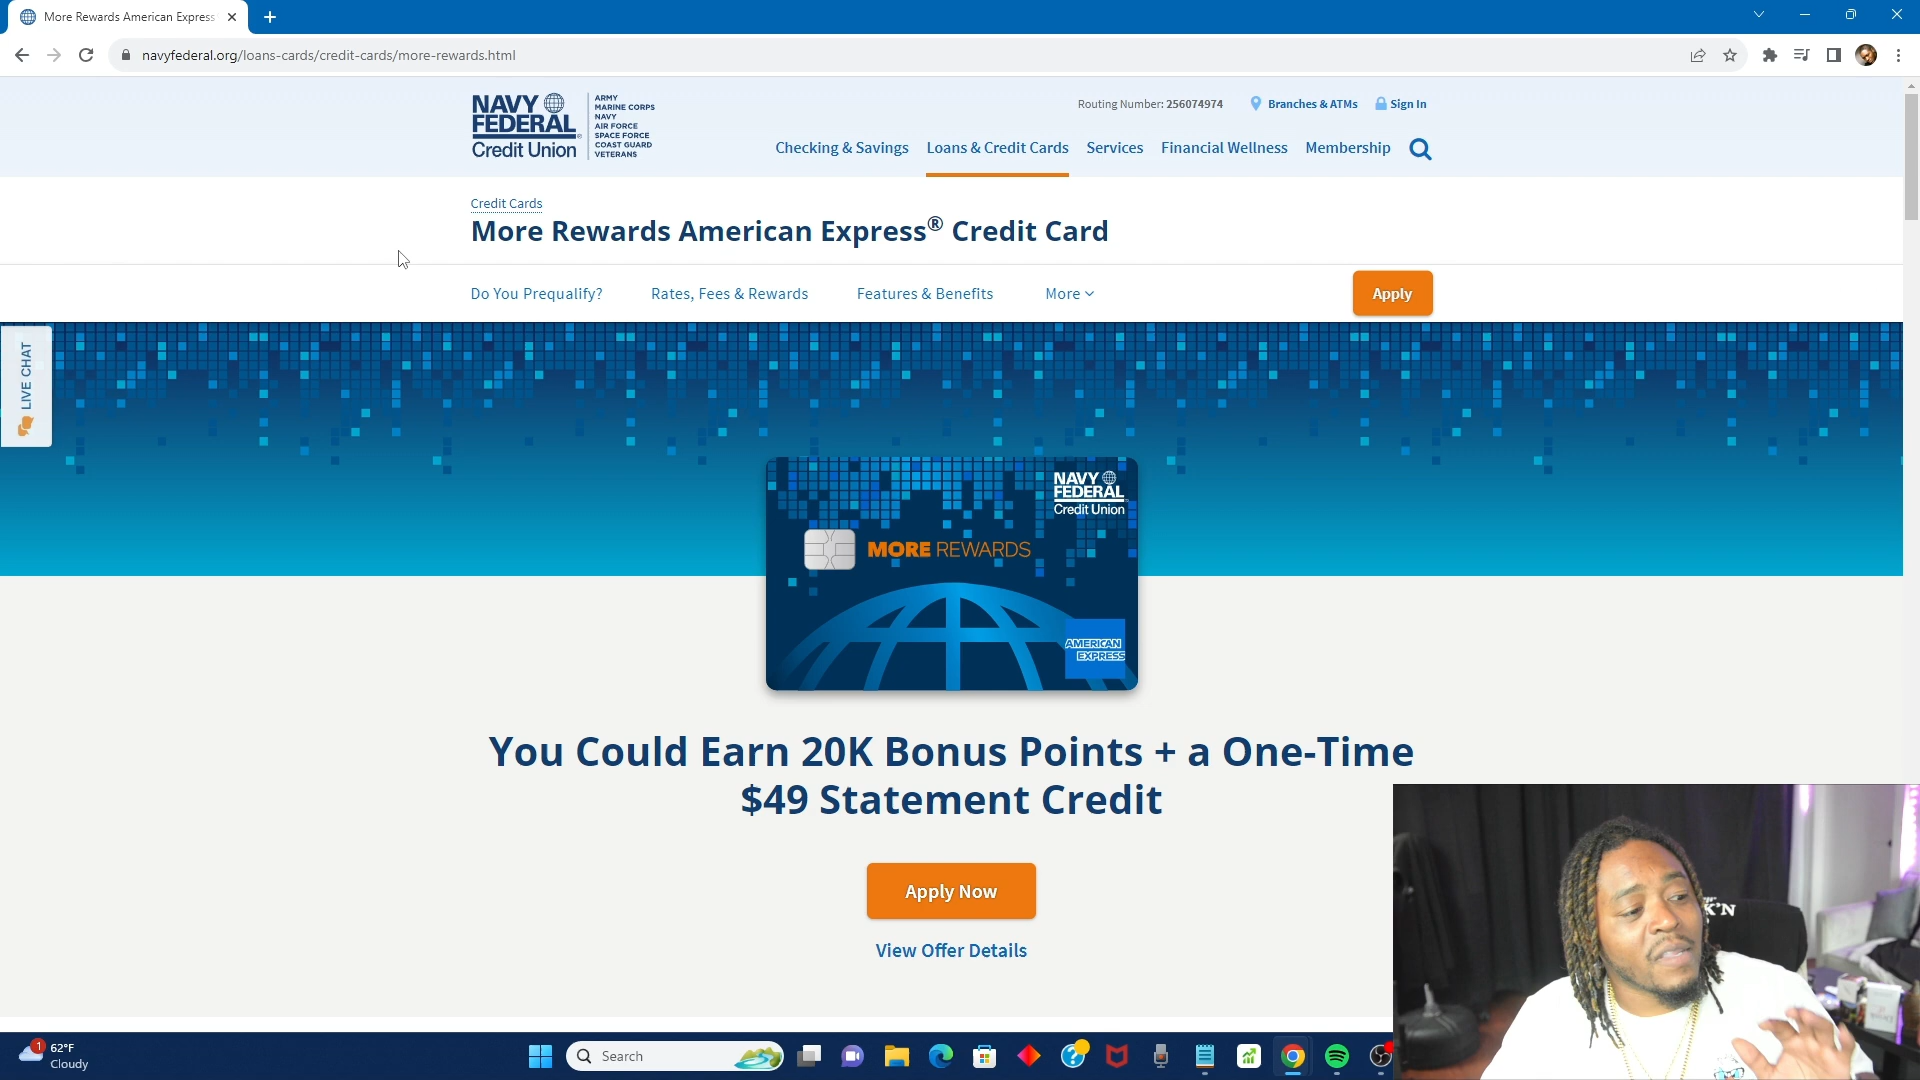 More Rewards American Express
navyfederal.org/loans-cards/credit-cards/more-rewards.html
NAVY
FEDERAL
Credit Union
ARMY
MARINE CORPS
NAVY
AIR FORCE
SPACE FORCE
COAST GUARD
VETERANS
Routing Number: 256074974
Branches & ATMs
Sign In
Checking & Savings
Loans & Credit Cards
Services
Financial Wellness
Membership
Credit Cards
More Rewards American Express® Credit Card
Do You Prequalify?
Rates, Fees & Rewards
Features & Benefits
More
Apply
LIVE CHAT
NAVY
FEDERAL
Credit Union
MORE REWARDS
AMERICAN
EXPRESS
You Could Earn 20K Bonus Points + a One-Time
$49 Statement Credit
Apply Now
View Offer Details
K'N
1
62°F
Cloudy
Search